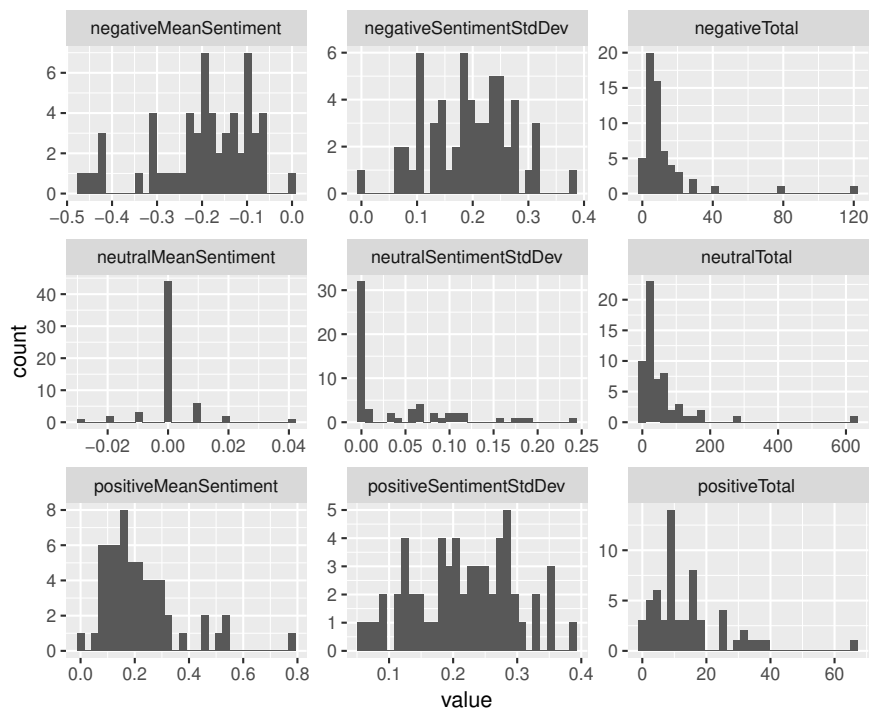 negativeMeanSentiment negativeSentimentStdDev negativeTotal
6
4
2
0
6
4
2
0
20
15
10
5
0
−0.5 −0.4 −0.3 −0.2 −0.1 0.0
0.0 0.1 0.2 0.3 0.4
0 40 80 120
neutralMeanSentiment neutralSentimentStdDev neutralTotal
40
30
20
10
0
30
20
10
0
20
15
10
5
0
−0.02 0.00 0.02 0.04
0.00 0.05 0.10 0.15 0.20 0.25
0 200 400 600
positiveMeanSentiment positiveSentimentStdDev positiveTotal
8
6
4
2
0
5
4
3
2
1
0
10
5
0
0.0 0.2 0.4 0.6 0.8
0.1 0.2 0.3 0.4
0 20 40 60
count
value